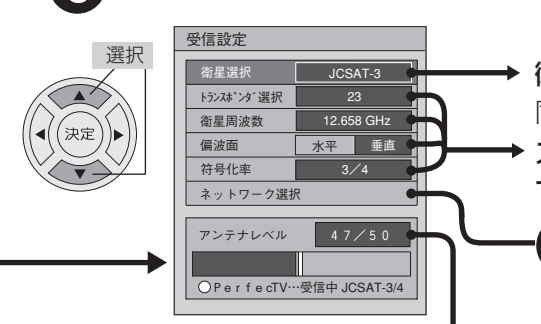 選択
決定
受信設定
衛星選択 JCSAT-3
トランスポンダ選択 23
衛星周波数 12.658 GHz
偏波面 水平 垂直
符号化率 3／4
ネットワーク選択
アンテナレベル 47／50
○PerfecTV…受信中 JCSAT-3/4